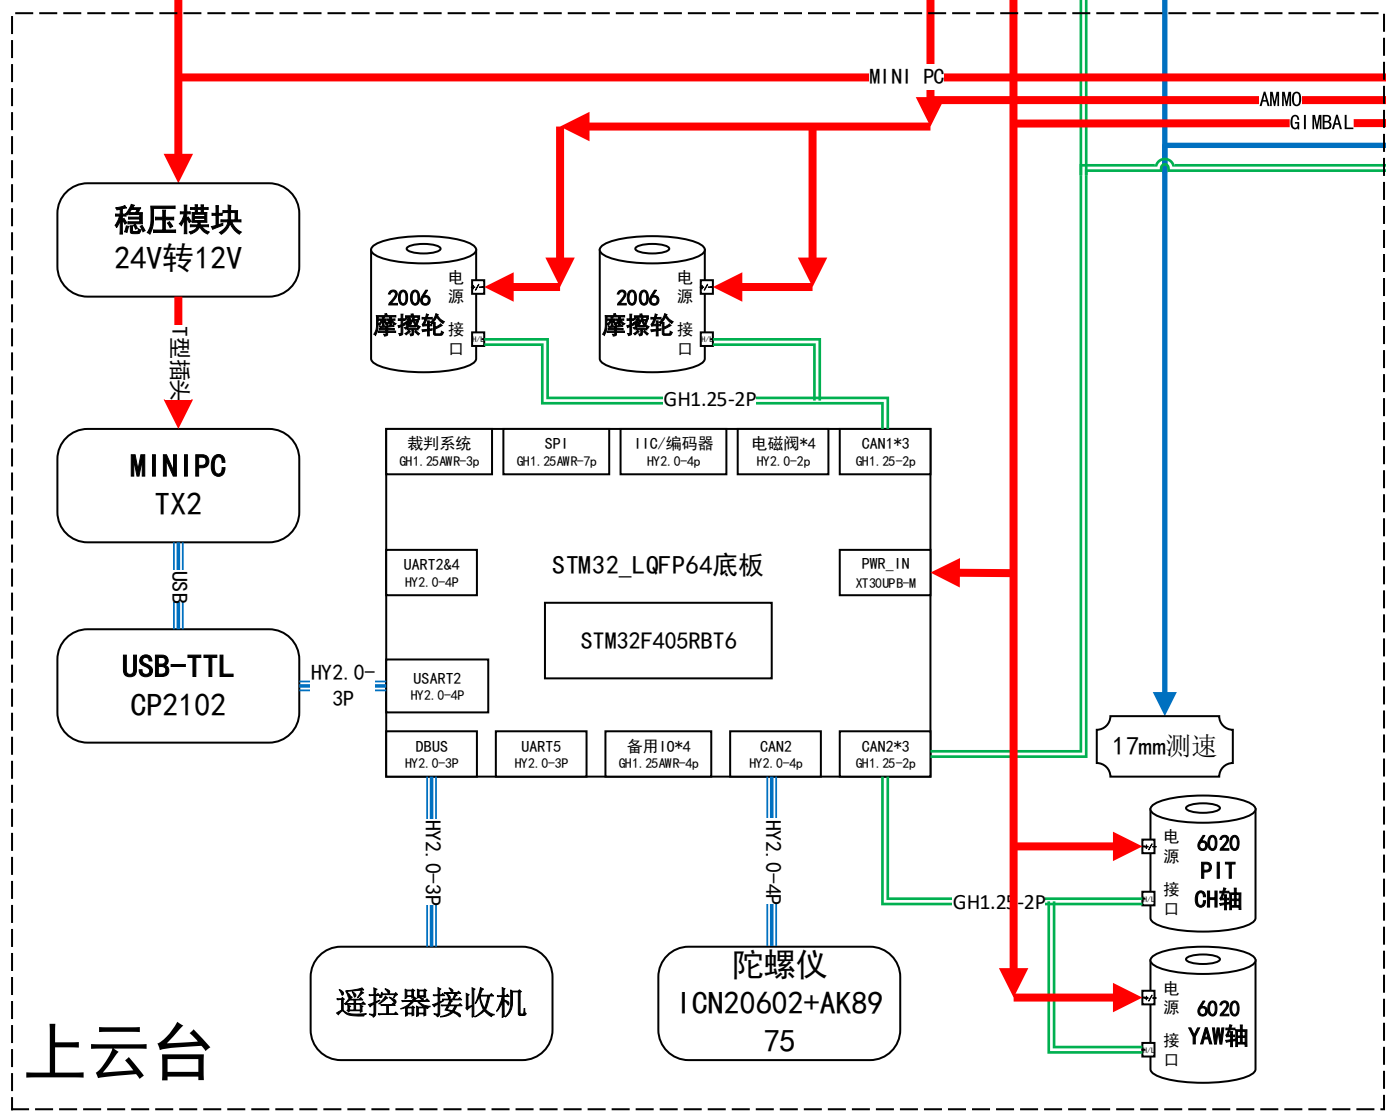 MINI PC
AMMO
GIMBAL
稳压模块
24V转12V
T型插头
MINIPC
TX2
USB
USB-TTL
CP2102
HY2.0-
3P
2006
摩擦轮
电
源
接
口
2006
摩擦轮
电
源
接
口
GH1.25-2P
裁判系统
GH1.25AWR-3p
SPI
GH1.25AWR-7p
IIC/编码器
HY2.0-4p
电磁阀*4
HY2.0-2p
CAN1*3
GH1.25-2p
UART2&4
HY2.0-4P
STM32_LQFP64底板
PWR_IN
XT30UPB-M
STM32F405RBT6
USART2
HY2.0-4P
DBUS
HY2.0-3P
UART5
HY2.0-3P
备用IO*4
GH1.25AWR-4p
CAN2
HY2.0-4p
CAN2*3
GH1.25-2p
17mm测速
HY2.0-3P
HY2.0-4P
GH1.25-2P
电
源
接
口
6020
PIT
CH轴
电
源
接
口
6020
YAW轴
遥控器接收机
陀螺仪
ICN20602+AK89
75
上云台